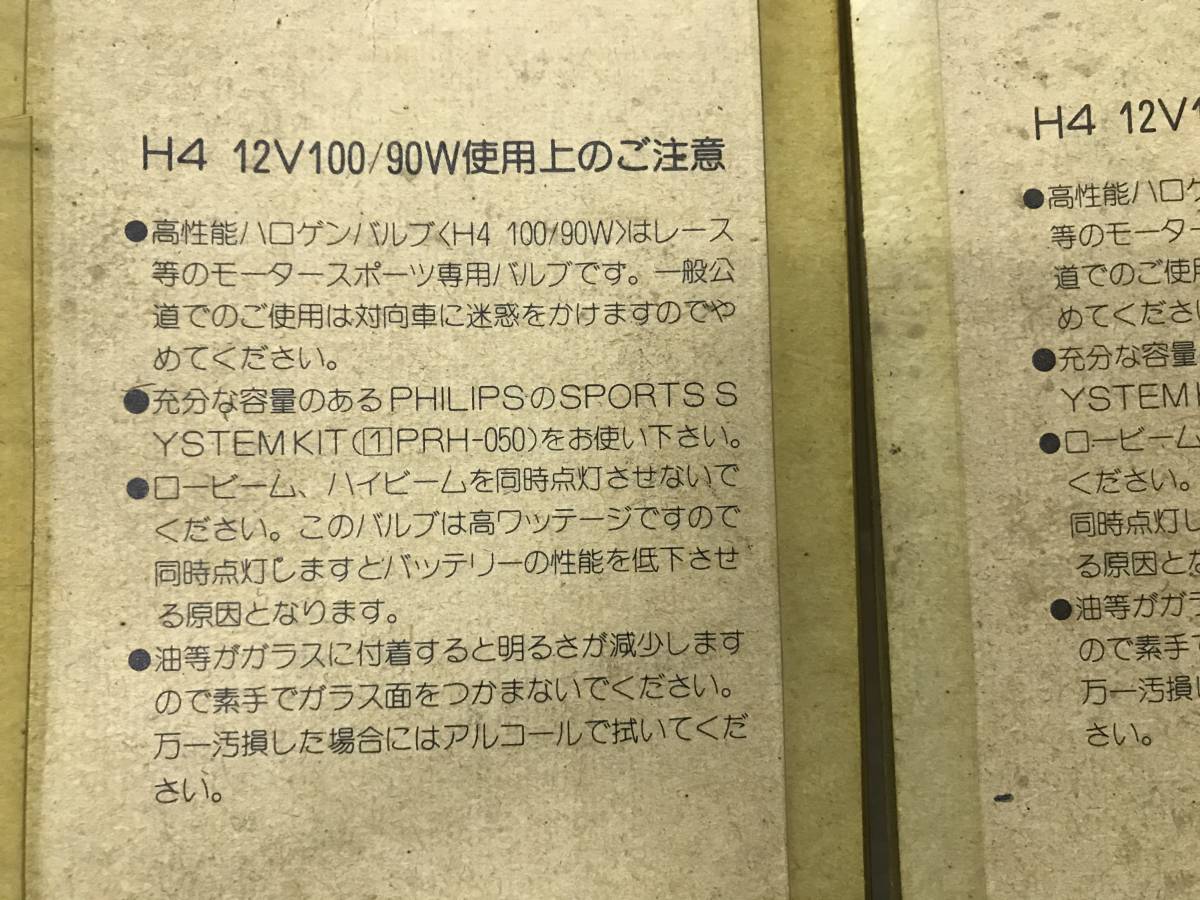 H4 12V100/90W使用上のご注意
●高性能ハロゲンバルブ〈H4 100/90W〉はレース
等のモータースポーツ専用バルブです。一般公
道でのご使用は対向車に迷惑をかけますのでや
めてください。
●充分な容量のあるPHILIPSのSPORTS S
YSTEM KIT(1PRH-050)をお使い下さい。
●ロービーム、ハイビームを同時点灯させないで
ください。このバルブは高ワッテージですので
同時点灯しますとバッテリーの性能を低下させ
る原因となります。
●油等がガラスに付着すると明るさが減少します
ので素手でガラス面をつかまないでください。
万一汚損した場合にはアルコールで拭いてくだ
さい。
H4 12V1
●高性能ハロゲ
等のモーター
道でのご使用
めてくださ
●充分な容量
YSTEM
●ロービーム
ください。
同時点灯し
る原因とな
●油等がガラ
ので素手
万一汚損
さい。